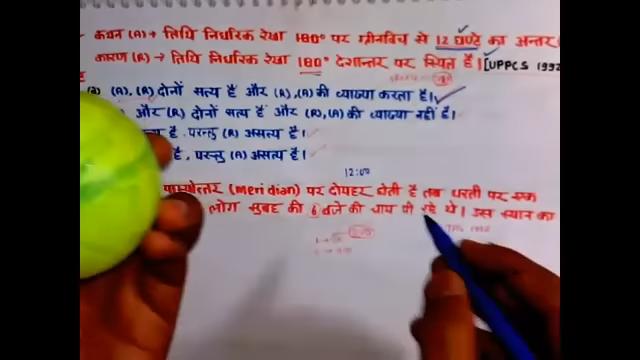 कथन (A) → तिथि निर्धारक रेखा 180° पर ग्रीनविच से 12 घण्टे का अन्तर
कारण (R) → तिथि निर्धारक रेखा 180° देशान्तर पर स्थित है। [UPPCS 1992
(a) (A), (R) दोनों सत्य हैं और (R), (A) की व्याख्या करता है।
और (R) दोनों सत्य हैं और (R), (A) की व्याख्या नहीं है।
है, परन्तु (R) असत्य है।
है, परन्तु (A) असत्य है।
12:00
(Meridian) पर दोपहर होती है तब धरती पर एक
लोग सुबह की 6 बजे की चाय पी रहे थे। उस स्थान का